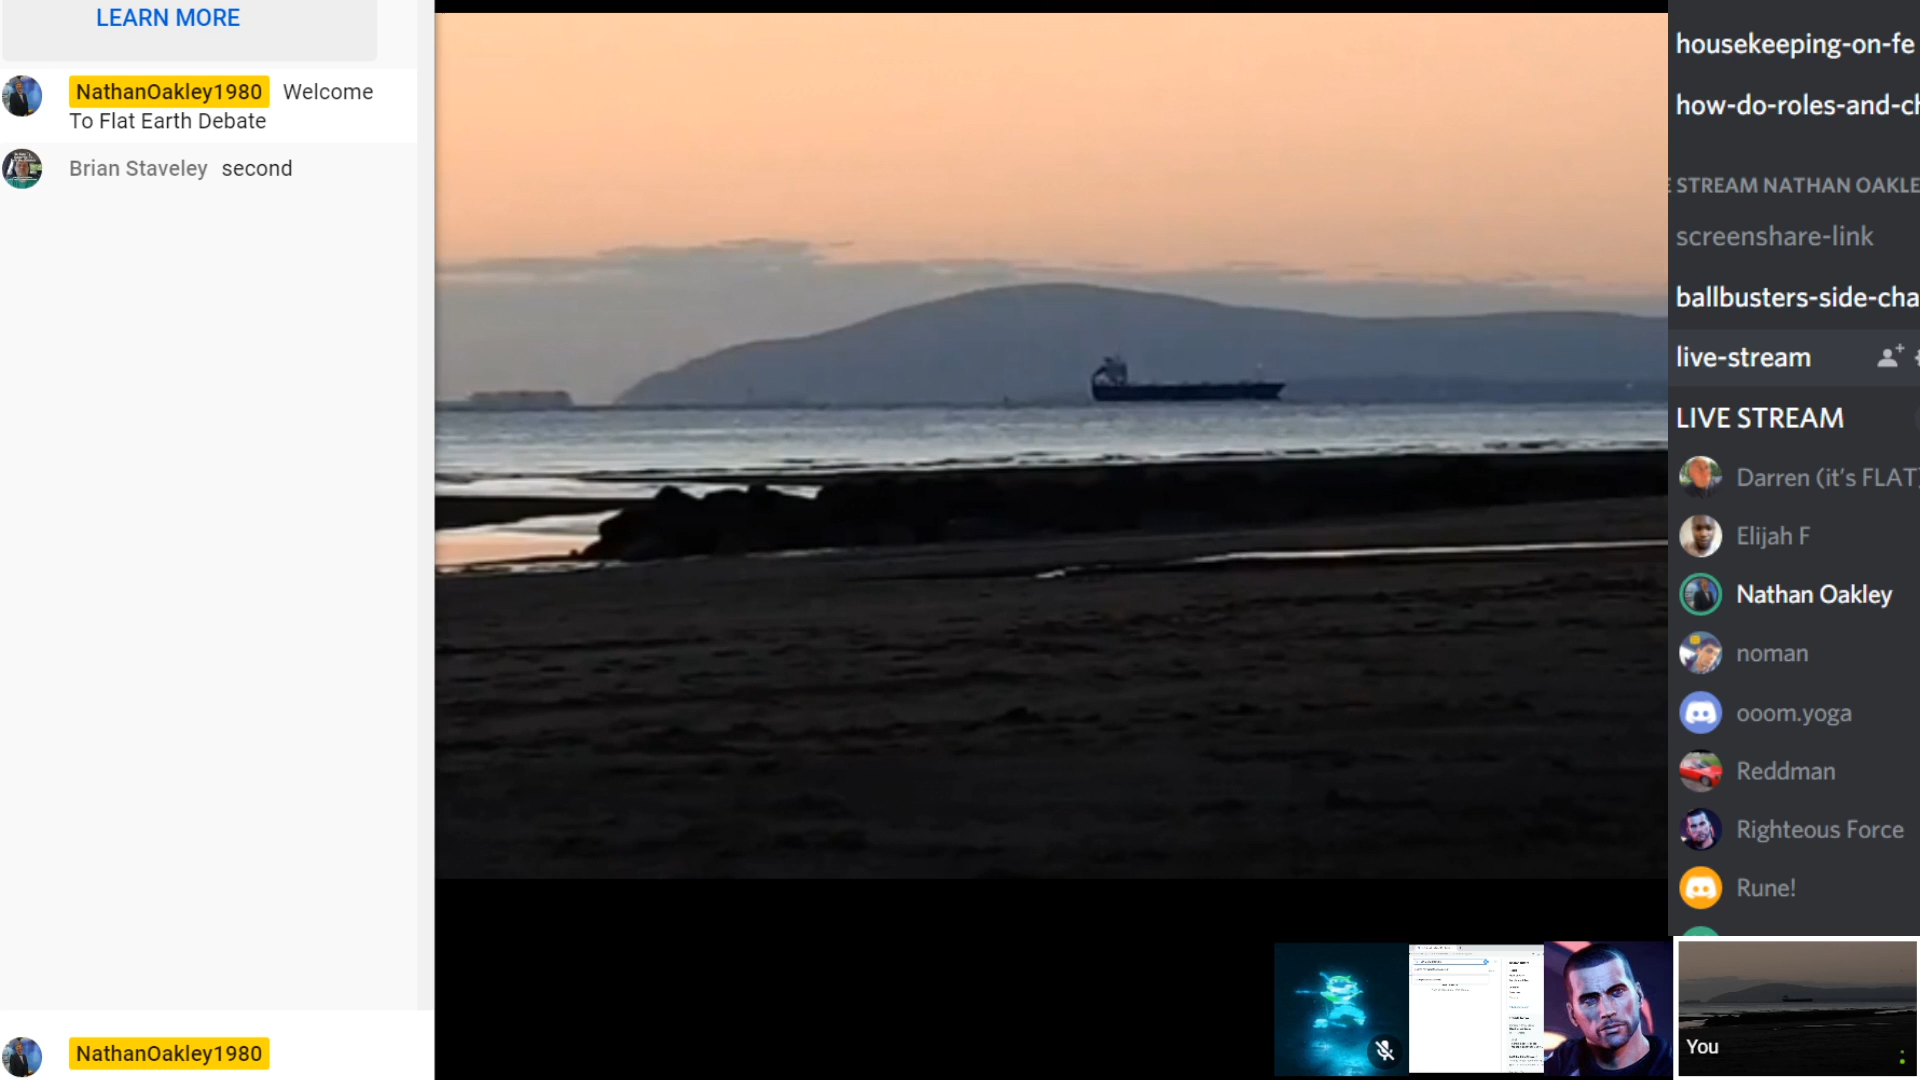 LEARN MORE
NathanOakley1980 Welcome
To Flat Earth Debate
Brian Staveley second
NathanOakley1980
housekeeping-on-fe
how-do-roles-and-ch
E STREAM NATHAN OAKLE
screenshare-link
ballbusters-side-cha
live-stream
LIVE STREAM
Darren (it's FLAT)
Elijah F
Nathan Oakley
noman
ooom.yoga
Reddman
Righteous Force
Rune!
You